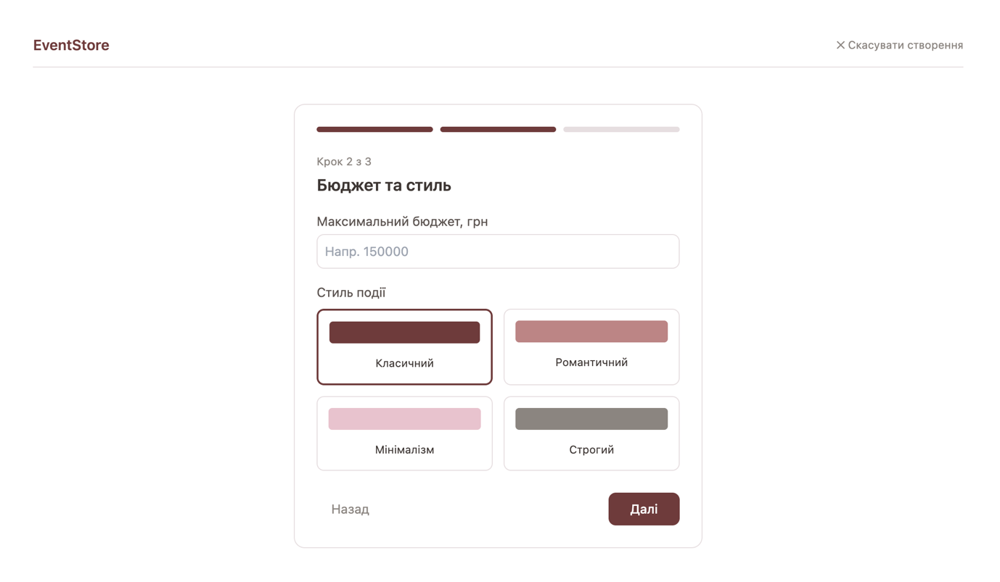 EventStore
✕ Скасувати створення
Крок 2 з 3
Бюджет та стиль
Максимальний бюджет, грн
Напр. 150000
Стиль події
Класичний
Романтичний
Мінімалізм
Строгий
Назад
Далі